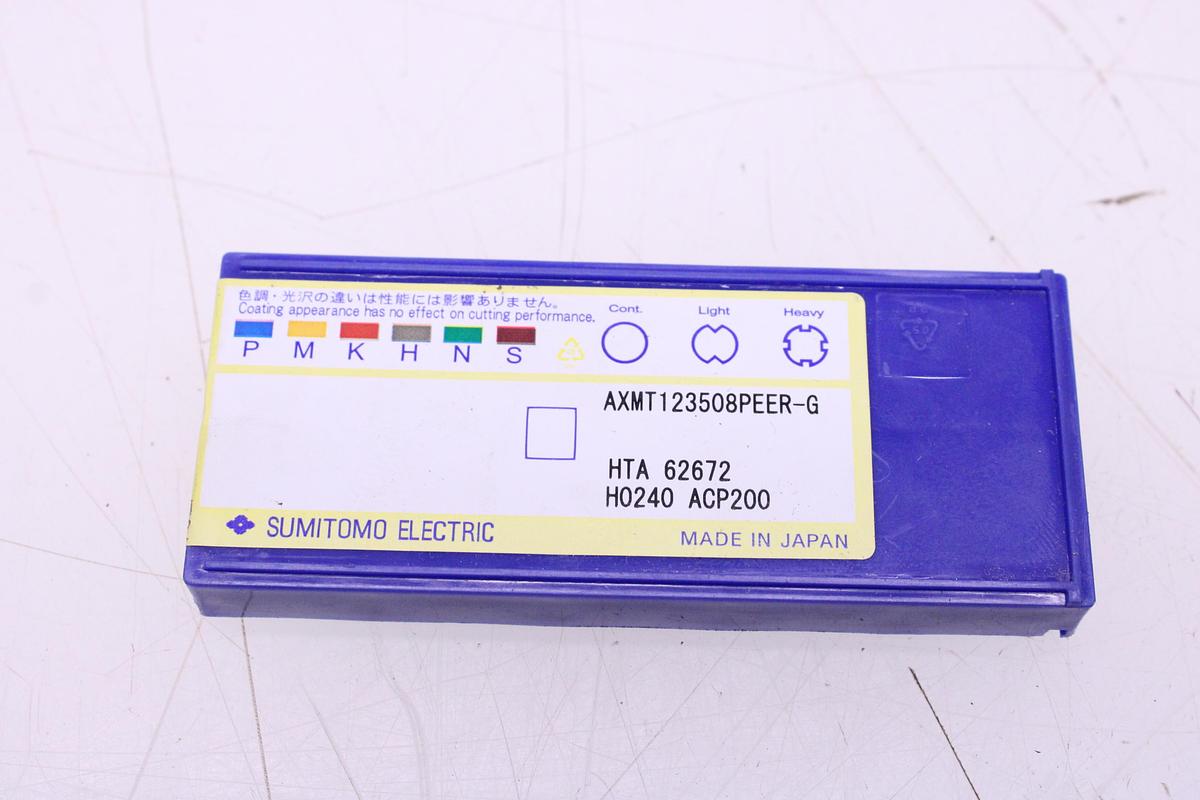 色調・光沢の違いは性能には影響ありません。
Coating appearance has no effect on cutting performance.
P M K H N S
Cont. Light Heavy
AXMT123508PEER-G
HTA 62672
H0240 ACP200
SUMITOMO ELECTRIC
MADE IN JAPAN